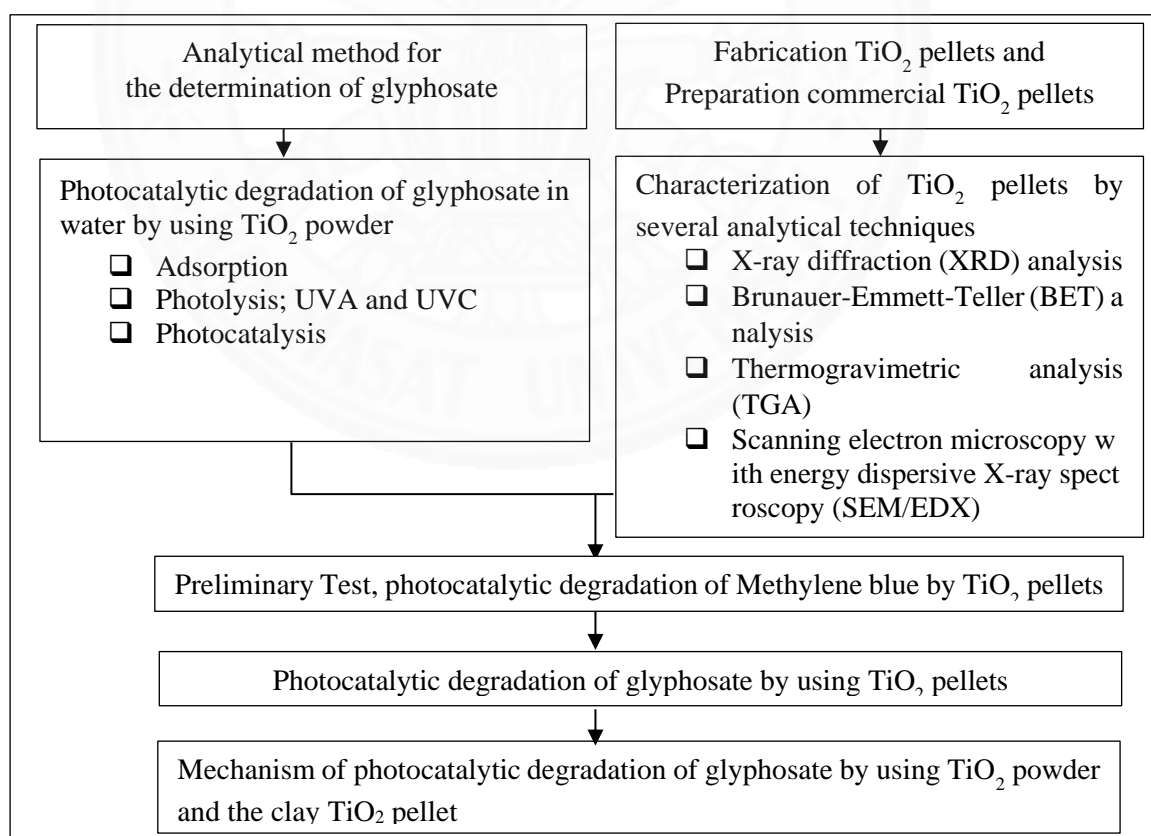 Analytical method for
the determination of glyphosate
Fabrication TiO₂ pellets and
Preparation commercial TiO₂ pellets
Photocatalytic degradation of glyphosate in
water by using TiO₂ powder
❑ Adsorption
❑ Photolysis; UVA and UVC
❑ Photocatalysis
Characterization of TiO₂ pellets by
several analytical techniques
❑ X-ray diffraction (XRD) analysis
❑ Brunauer-Emmett-Teller (BET) a
nalysis
❑ Thermogravimetric analysis
(TGA)
❑ Scanning electron microscopy w
ith energy dispersive X-ray spect
roscopy (SEM/EDX)
Preliminary Test, photocatalytic degradation of Methylene blue by TiO₂ pellets
Photocatalytic degradation of glyphosate by using TiO₂ pellets
Mechanism of photocatalytic degradation of glyphosate by using TiO₂ powder
and the clay TiO₂ pellet